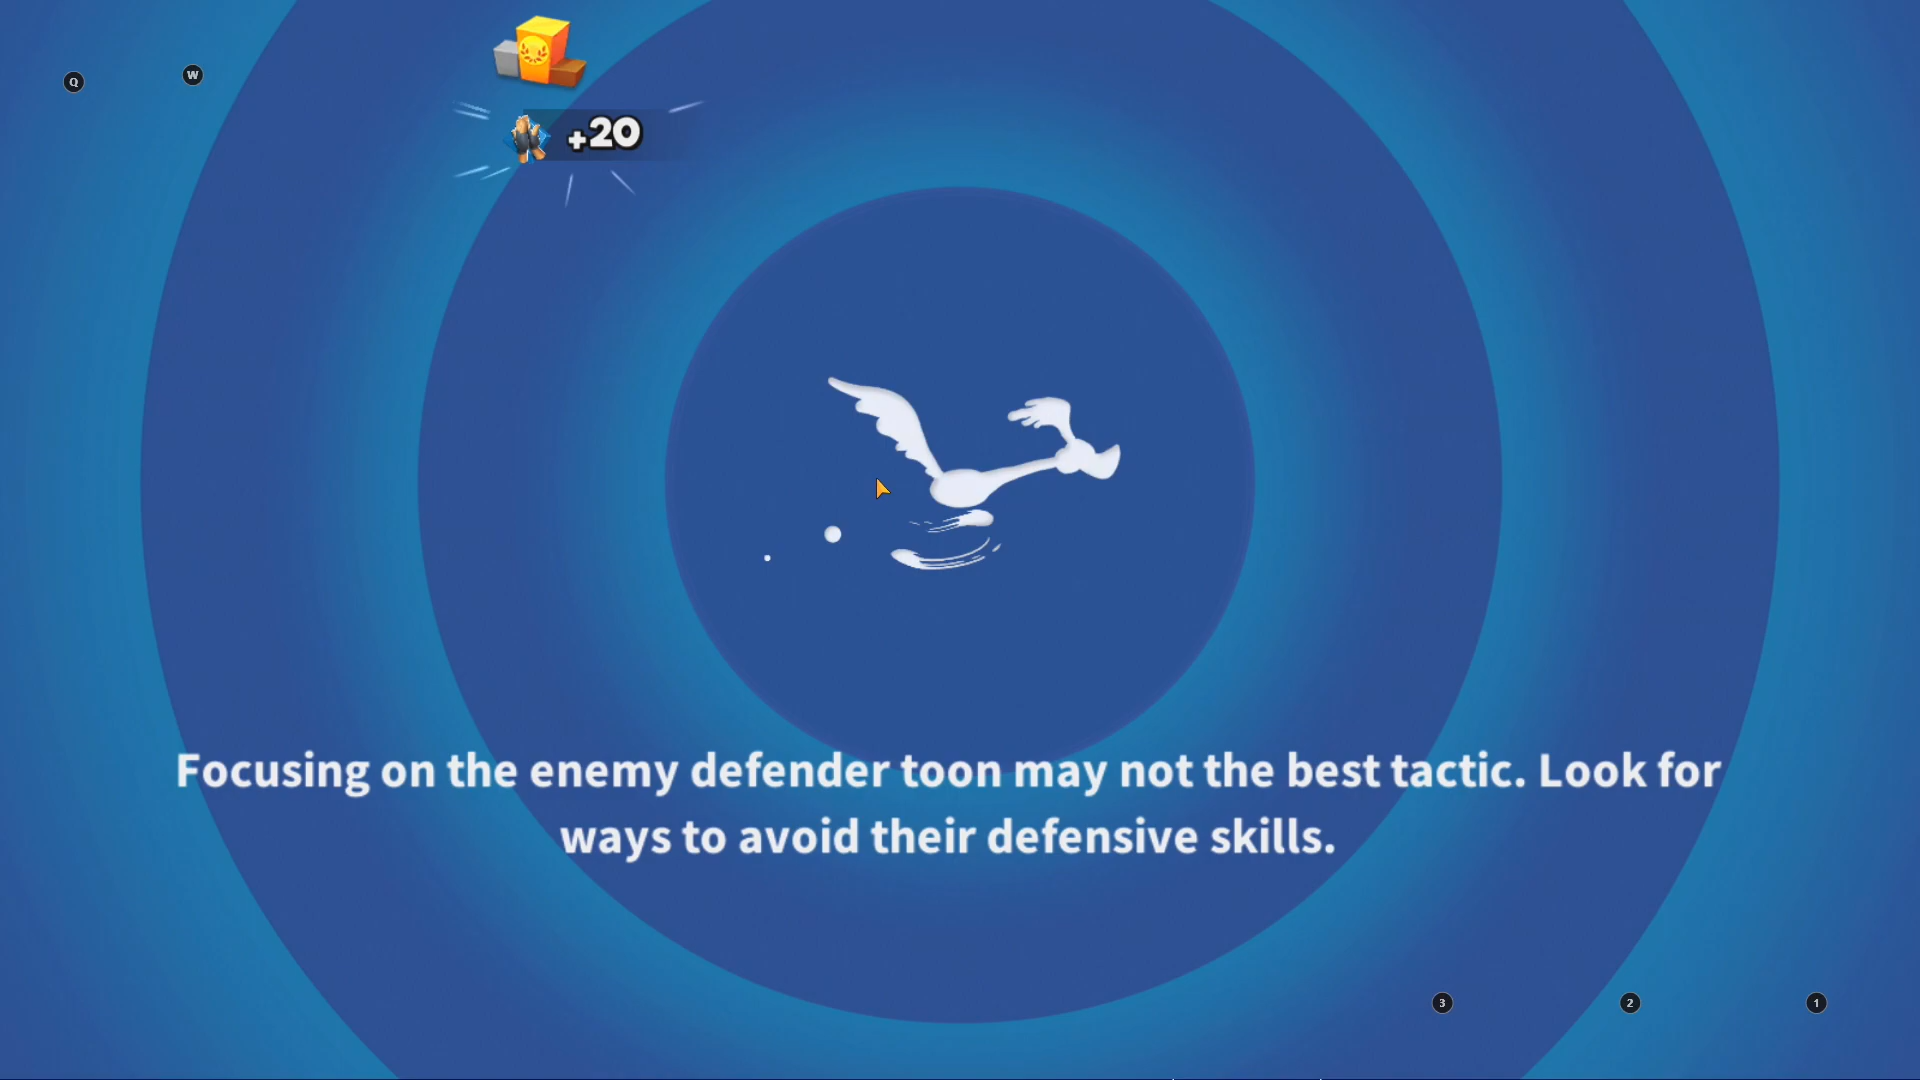 Q
W
+20
Focusing on the enemy defender toon may not the best tactic. Look for
ways to avoid their defensive skills.
3
2
1